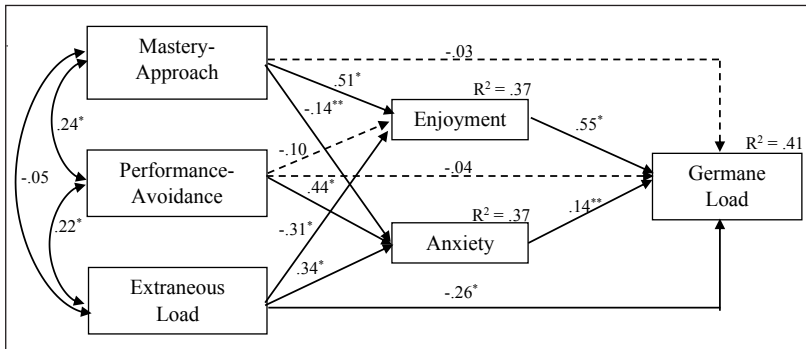 Mastery-
Approach
-.03
.51*
-.14**
R² = .37
Enjoyment
.24*
-.10
.55*
R² = .41
-.05
Performance-
Avoidance
-.04
Germane
Load
.44*
R² = .37
.22*
-.31*
Anxiety
.14**
.34*
Extraneous
Load
-.26*